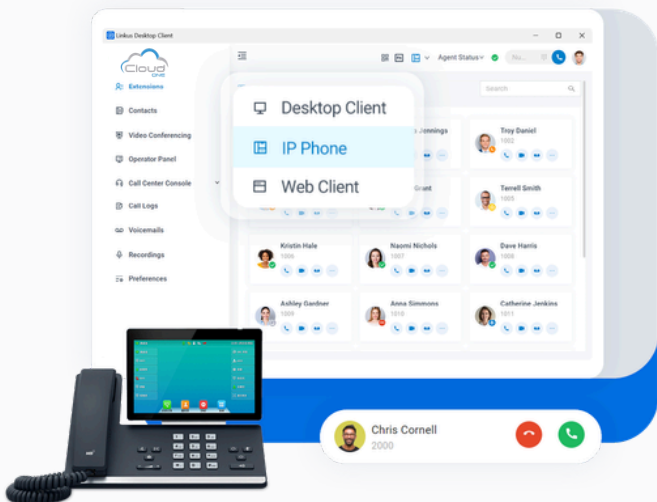 Linkus Desktop Client
Cloud
ONE
Agent Status
Extensions
Contacts
Video Conferencing
Operator Panel
Call Center Console
Call Logs
Voicemails
Recordings
Preferences
Search
Desktop Client
IP Phone
Web Client
Jennings
Troy Daniel
1002
Grant
Terrell Smith
1005
Kristin Hale
1006
Naomi Nichols
1007
Dave Harris
1008
Ashley Gardner
1009
Anna Simmons
1010
Catherine Jenkins
1011
Chris Cornell
2000